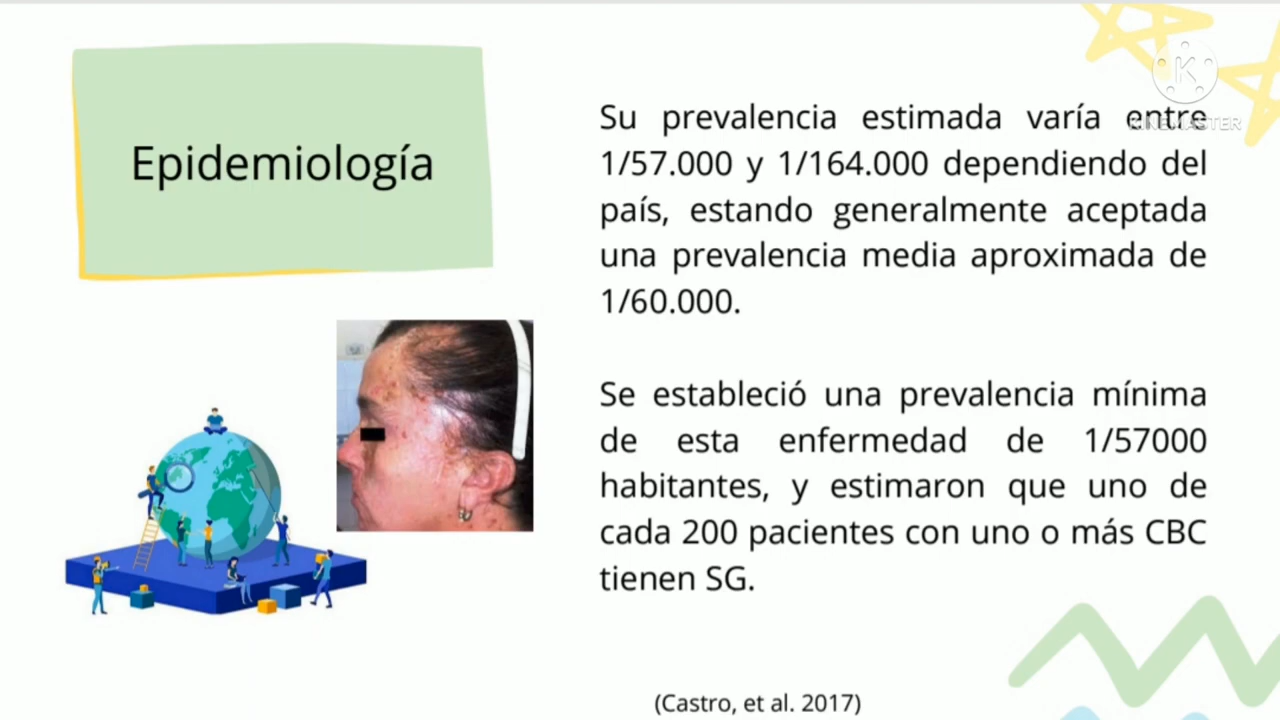 Epidemiología
Su prevalencia estimada varía entre
1/57.000 y 1/164.000 dependiendo del
país, estando generalmente aceptada
una prevalencia media aproximada de
1/60.000.
Se estableció una prevalencia mínima
de esta enfermedad de 1/57000
habitantes, y estimaron que uno de
cada 200 pacientes con uno o más CBC
tienen SG.
(Castro, et al. 2017)
K
KINEMASTER